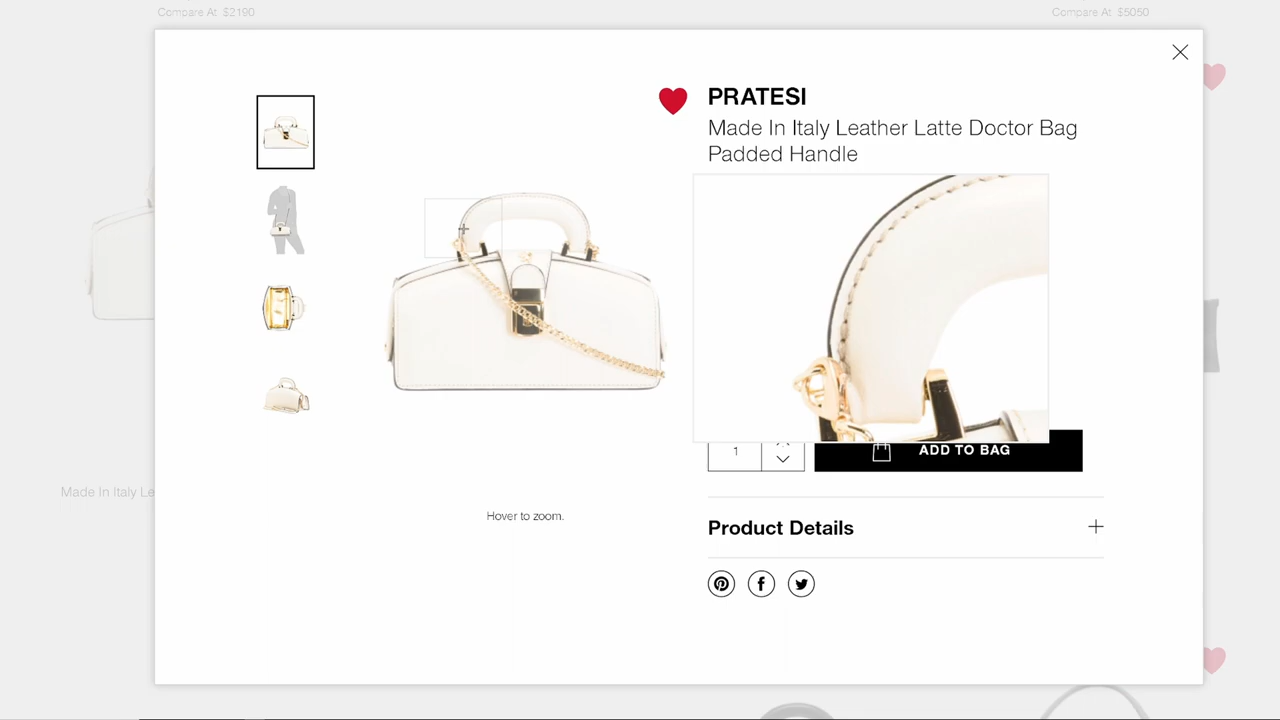 Compare At $2190
Compare At $5050
PRATESI
Made In Italy Leather Latte Doctor Bag
Padded Handle
1
ADD TO BAG
Made In Italy Le
Hover to zoom.
Product Details